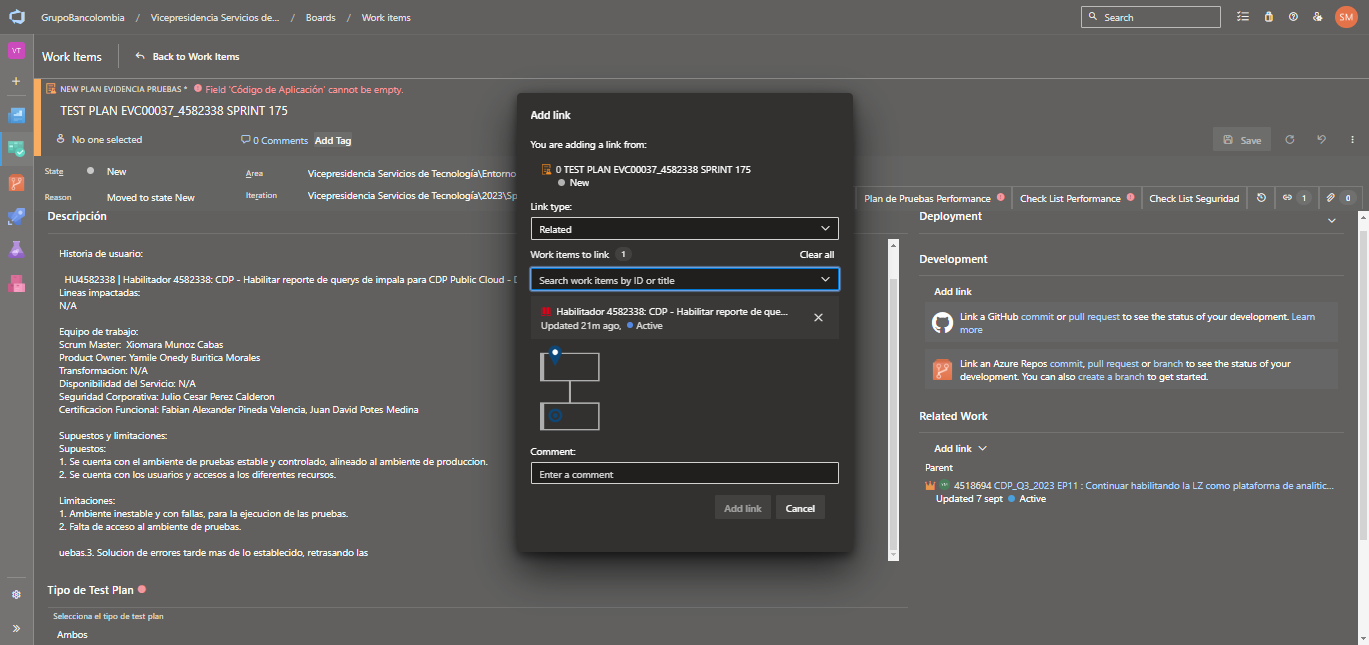 GrupoBancolombia / Vicepresidencia Servicios de... / Boards / Work items
Search
SM
VT
Work Items
Back to Work Items
NEW PLAN EVIDENCIA PRUEBAS * Field 'Código de Aplicación' cannot be empty.
TEST PLAN EVC00037_4582338 SPRINT 175
No one selected
0 Comments
Add Tag
Save
State
New
Area
Vicepresidencia Servicios de Tecnología\Entorno
Reason
Moved to state New
Iteration
Vicepresidencia Servicios de Tecnología\2023\Sp
Plan de Pruebas Performance
Check List Performance
Check List Seguridad
1
0
Descripción
Historia de usuario:
HU4582338 | Habilitador 4582338: CDP - Habilitar reporte de querys de impala para CDP Public Cloud - D
Lineas impactadas:
N/A
Equipo de trabajo:
Scrum Master: Xiomara Munoz Cabas
Product Owner: Yamile Onedy Buritica Morales
Transformacion: N/A
Disponibilidad del Servicio: N/A
Seguridad Corporativa: Julio Cesar Perez Calderon
Certificacion Funcional: Fabian Alexander Pineda Valencia, Juan David Potes Medina
Supuestos y limitaciones:
Supuestos:
1. Se cuenta con el ambiente de pruebas estable y controlado, alineado al ambiente de produccion.
2. Se cuenta con los usuarios y accesos a los diferentes recursos.
Limitaciones:
1. Ambiente inestable y con fallas, para la ejecucion de las pruebas.
2. Falta de acceso al ambiente de pruebas.
uebas.3. Solucion de errores tarde mas de lo establecido, retrasando las
Tipo de Test Plan
Selecciona el tipo de test plan
Ambos
Add link
You are adding a link from:
0 TEST PLAN EVC00037_4582338 SPRINT 175
New
Link type:
Related
Work items to link 1
Clear all
Search work items by ID or title
Habilitador 4582338: CDP - Habilitar reporte de que...
Updated 21m ago, Active
Comment:
Enter a comment
Add link
Cancel
Deployment
Development
Add link
Link a GitHub commit or pull request to see the status of your development. Learn
more
Link an Azure Repos commit, pull request or branch to see the status of your
development. You can also create a branch to get started.
Related Work
Add link
Parent
4518694 CDP_Q3_2023 EP11 : Continuar habilitando la LZ como plataforma de analitic...
Updated 7 sept Active